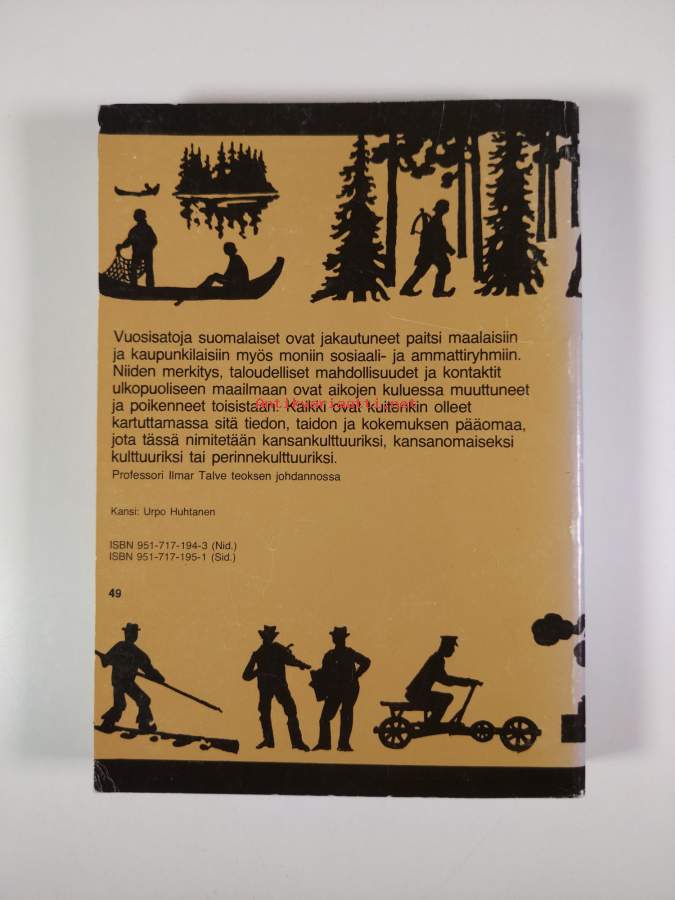 Vuosisatoja suomalaiset ovat jakautuneet paitsi maalaisiin
ja kaupunkilaisiin myös moniin sosiaali- ja ammattiryhmiin.
Niiden merkitys, taloudelliset mahdollisuudet ja kontaktit
ulkopuoliseen maailmaan ovat aikojen kuluessa muuttuneet
ja poikenneet toisistaan. Kaikki ovat kuitenkin olleet
kartuttamassa sitä tiedon, taidon ja kokemuksen pääomaa,
jota tässä nimitetään kansankulttuuriksi, kansanomaiseksi
kulttuuriksi tai perinnekulttuuriksi.
Professori Ilmar Talve teoksen johdannossa
Kansi: Urpo Huhtanen
ISBN 951-717-194-3 (Nid.)
ISBN 951-717-195-1 (Sid.)
49